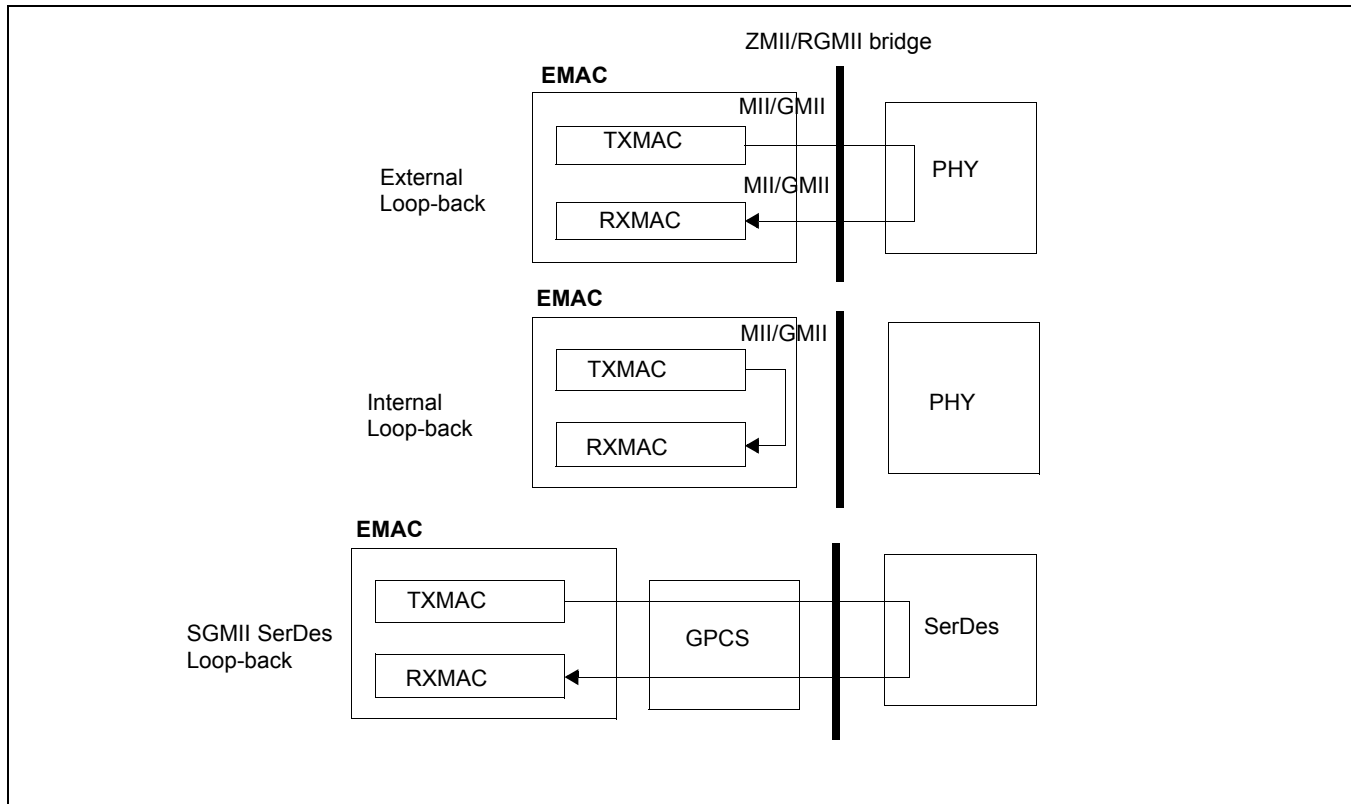 ZMII/RGMII bridge
EMAC
MII/GMII
TXMAC
PHY
External
Loop-back
MII/GMII
RXMAC
EMAC
MII/GMII
TXMAC
PHY
Internal
Loop-back
RXMAC
EMAC
TXMAC
SGMII SerDes
Loop-back
GPCS
SerDes
RXMAC